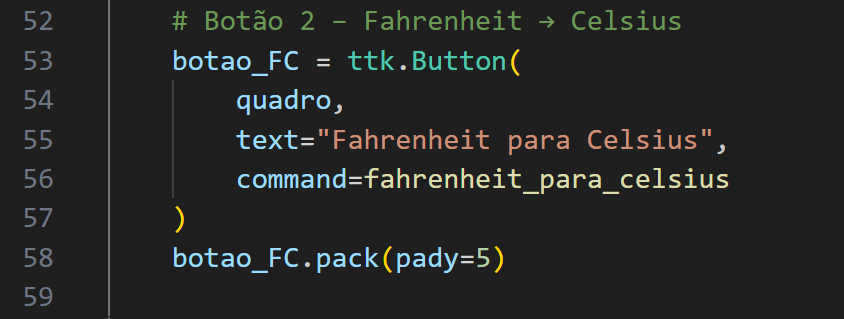 52 # Botão 2 – Fahrenheit → Celsius
53 botao_FC = ttk.Button(
54 quadro,
55 text="Fahrenheit para Celsius",
56 command=fahrenheit_para_celsius
57 )
58 botao_FC.pack(pady=5)
59